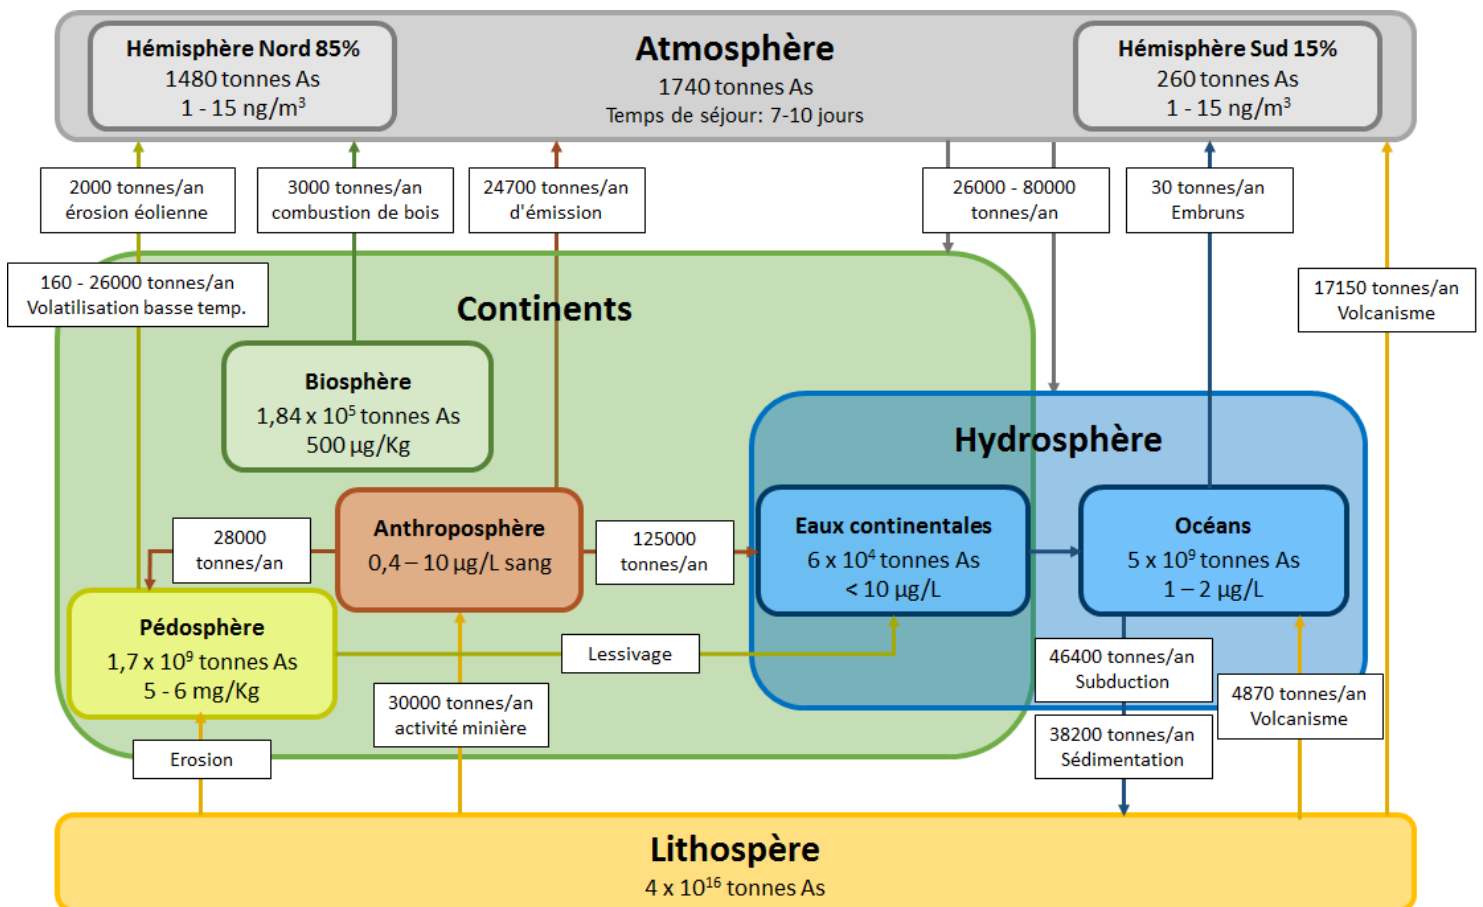 Atmosphère
1740 tonnes As
Temps de séjour: 7-10 jours
Hémisphère Nord 85%
1480 tonnes As
1 - 15 ng/m³
Hémisphère Sud 15%
260 tonnes As
1 - 15 ng/m³
2000 tonnes/an
érosion éolienne
3000 tonnes/an
combustion de bois
24700 tonnes/an
d'émission
26000 - 80000
tonnes/an
30 tonnes/an
Embruns
160 - 26000 tonnes/an
Volatilisation basse temp.
17150 tonnes/an
Volcanisme
Continents
Biosphère
1,84 x 10⁵ tonnes As
500 µg/Kg
Hydrosphère
Anthroposphère
0,4 – 10 µg/L sang
28000
tonnes/an
125000
tonnes/an
Eaux continentales
6 x 10⁴ tonnes As
< 10 µg/L
Océans
5 x 10⁹ tonnes As
1 – 2 µg/L
Pédosphère
1,7 x 10⁹ tonnes As
5 - 6 mg/Kg
Lessivage
30000 tonnes/an
activité minière
46400 tonnes/an
Subduction
4870 tonnes/an
Volcanisme
38200 tonnes/an
Sédimentation
Erosion
Lithospère
4 x 10¹⁶ tonnes As